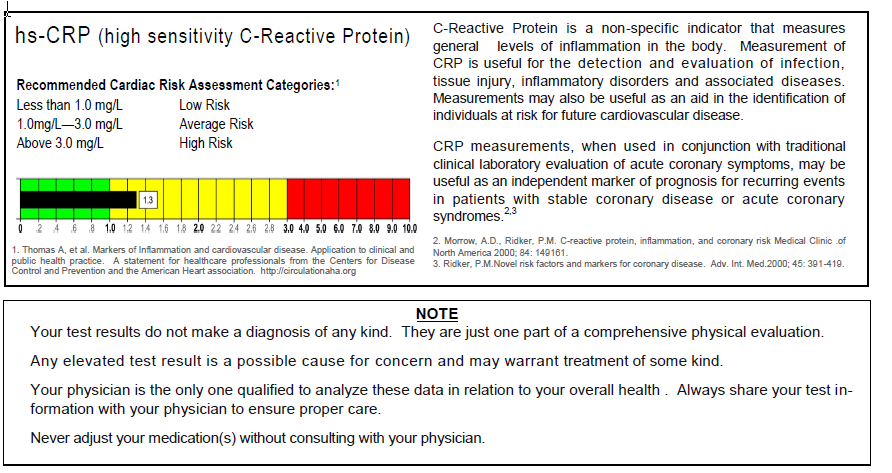 hs-CRP (high sensitivity C-Reactive Protein)
Recommended Cardiac Risk Assessment Categories:1
Less than 1.0 mg/L Low Risk
1.0mg/L—3.0 mg/L Average Risk
Above 3.0 mg/L High Risk
1.3
0 .2 .4 .6 .8 1.0 1.2 1.4 1.6 1.8 2.0 2.2 2.4 2.6 2.8 3.0 4.0 5.0 6.0 7.0 8.0 9.0 10.0
1. Thomas A, et al. Markers of Inflammation and cardiovascular disease. Application to clinical and
public health practice. A statement for healthcare professionals from the Centers for Disease
Control and Prevention and the American Heart association. http://circulationaha.org
C-Reactive Protein is a non-specific indicator that measures
general levels of inflammation in the body. Measurement of
CRP is useful for the detection and evaluation of infection,
tissue injury, inflammatory disorders and associated diseases.
Measurements may also be useful as an aid in the identification of
individuals at risk for future cardiovascular disease.
CRP measurements, when used in conjunction with traditional
clinical laboratory evaluation of acute coronary symptoms, may be
useful as an independent marker of prognosis for recurring events
in patients with stable coronary disease or acute coronary
syndromes.2,3
2. Morrow, A.D., Ridker, P.M. C-reactive protein, inflammation, and coronary risk Medical Clinic .of
North America 2000; 84: 149161.
3. Ridker, P.M.Novel risk factors and markers for coronary disease. Adv. Int. Med.2000; 45: 391-419.
NOTE
Your test results do not make a diagnosis of any kind. They are just one part of a comprehensive physical evaluation.
Any elevated test result is a possible cause for concern and may warrant treatment of some kind.
Your physician is the only one qualified to analyze these data in relation to your overall health . Always share your test in-
formation with your physician to ensure proper care.
Never adjust your medication(s) without consulting with your physician.